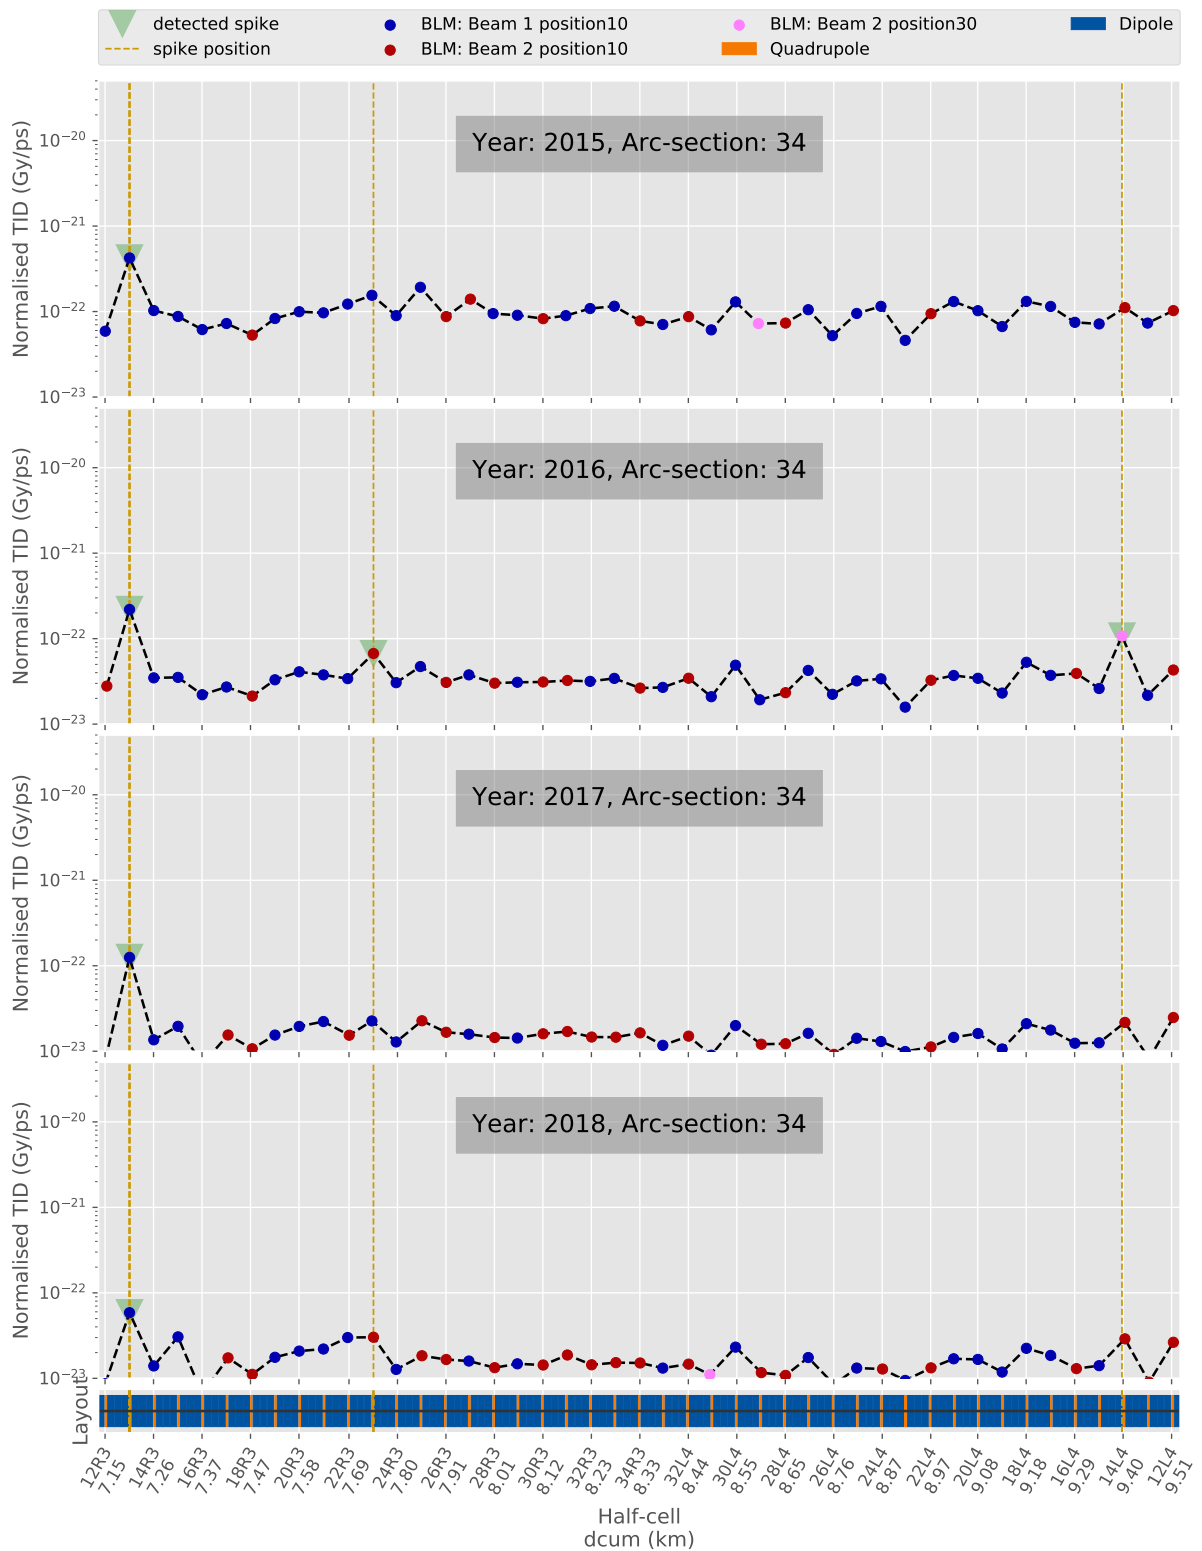 detected spike
spike position
BLM: Beam 1 position10
BLM: Beam 2 position10
BLM: Beam 2 position30
Quadrupole
Dipole
Normalised TID (Gy/ps)
10⁻²⁰
10⁻²¹
10⁻²²
10⁻²³
Year: 2015, Arc-section: 34
Normalised TID (Gy/ps)
10⁻²⁰
10⁻²¹
10⁻²²
10⁻²³
Year: 2016, Arc-section: 34
Normalised TID (Gy/ps)
10⁻²⁰
10⁻²¹
10⁻²²
10⁻²³
Year: 2017, Arc-section: 34
Normalised TID (Gy/ps)
10⁻²⁰
10⁻²¹
10⁻²²
10⁻²³
Year: 2018, Arc-section: 34
Layout
12R3
7.15
14R3
7.26
16R3
7.37
18R3
7.47
20R3
7.58
22R3
7.69
24R3
7.80
26R3
7.91
28R3
8.01
30R3
8.12
32R3
8.23
34R3
8.33
32L4
8.44
30L4
8.55
28L4
8.65
26L4
8.76
24L4
8.87
22L4
8.97
20L4
9.08
18L4
9.18
16L4
9.29
14L4
9.40
12L4
9.51
Half-cell
dcum (km)